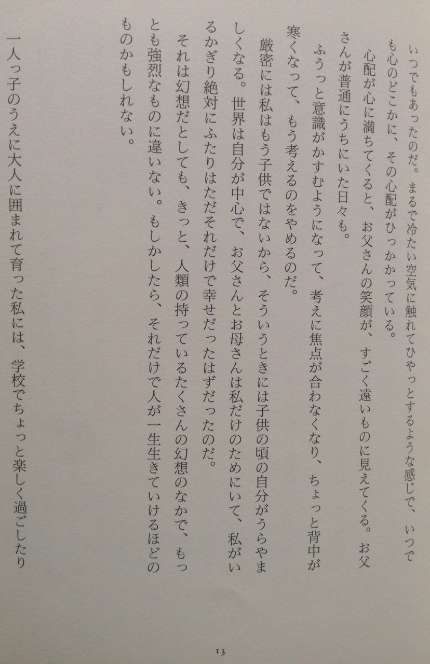 いつでもあったのだ。まるで冷たい空気に触れてひやっとするような感じで、いつで
も心のどこかに、その心配がひっかかっている。
心配が心に満ちてくると、お父さんの笑顔が、すごく遠いものに見えてくる。お父
さんが普通にうちにいた日々も。
ふうっと意識がかすむようになって、考えに焦点が合わなくなり、ちょっと背中が
寒くなって、もう考えるのをやめるのだ。
厳密には私はもう子供ではないから、そういうときには子供の頃の自分がうらやま
しくなる。世界は自分が中心で、お父さんとお母さんは私だけのためにいて、私がい
るかぎり絶対にふたりはただそれだけで幸せだったはずだったのだ。
それは幻想だとしても、きっと、人類の持っているたくさんの幻想のなかで、もっ
とも強烈なものに違いない。もしかしたら、それだけで人が一生生きていけるほどの
ものかもしれない。
一人っ子のうえに大人に囲まれて育った私には、学校でちょっと楽しく過ごしたり
13